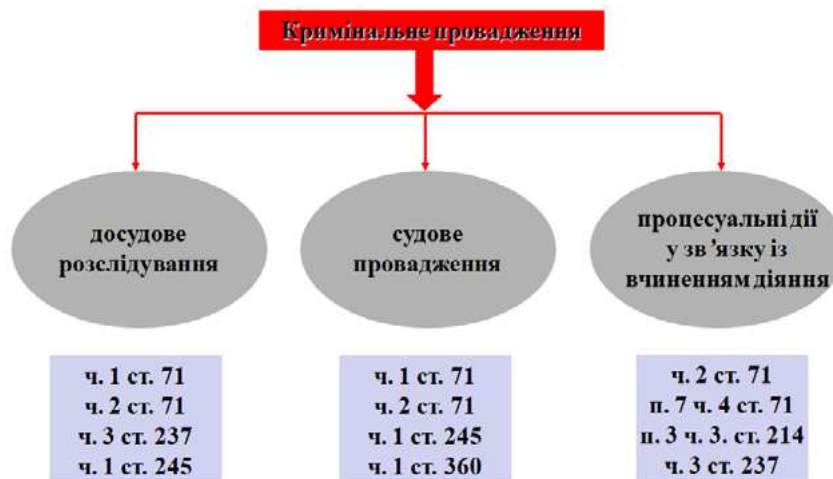 Кримінальне провадження
досудове
розслідування
судове
провадження
процесуальні дії
у зв’язку із
вчиненням діяння
ч. 1 ст. 71
ч. 2 ст. 71
ч. 3 ст. 237
ч. 1 ст. 245
ч. 1 ст. 71
ч. 2 ст. 71
ч. 1 ст. 245
ч. 1 ст. 360
ч. 2 ст. 71
п. 7 ч. 4 ст. 71
п. 3 ч. 3. ст. 214
ч. 3 ст. 237